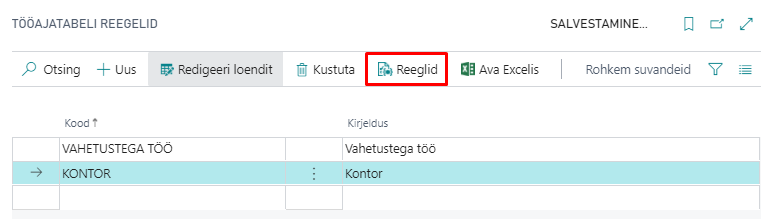 TÖÖAJATABELI REEGELID
SALVESTAMINE...
Otsing Uus Redigeeri loendit Kustuta Reeglid Ava Excelis Rohkem suvandeid
Kood ↑ Kirjeldus
VAHETUSTEGA TÖÖ Vahetustega töö
KONTOR Kontor